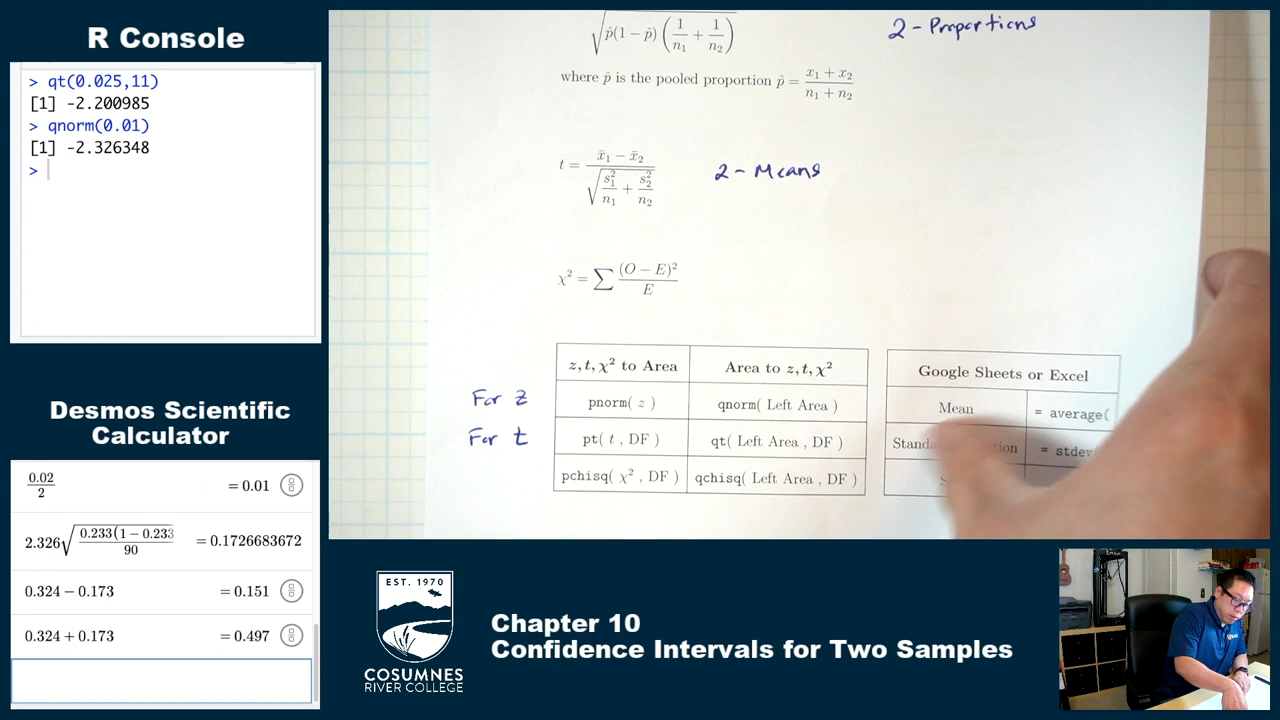 R Console
> qt(0.025,11)
[1] -2.200985
> qnorm(0.01)
[1] -2.326348
>
Desmos Scientific
Calculator
0.02/2 = 0.01
2.326√(0.233(1 − 0.233/90 = 0.1726683672
0.324 − 0.173 = 0.151
0.324 + 0.173 = 0.497
√(p̂(1 − p̂)(1/n₁ + 1/n₂)) 2-Proportions
where p̂ is the pooled proportion p̂ = (x₁ + x₂)/(n₁ + n₂)
t = (x̄₁ − x̄₂)/√(s₁²/n₁ + s₂²/n₂) 2-Means
χ² = ∑ (O − E)²/E
z, t, χ² to Area Area to z, t, χ²
For z pnorm( z ) qnorm( Left Area )
For t pt( t , DF ) qt( Left Area , DF )
pchisq( χ² , DF ) qchisq( Left Area , DF )
Google Sheets or Excel
Mean = average(
= stdev
EST. 1970
COSUMNES
RIVER COLLEGE
Chapter 10
Confidence Intervals for Two Samples